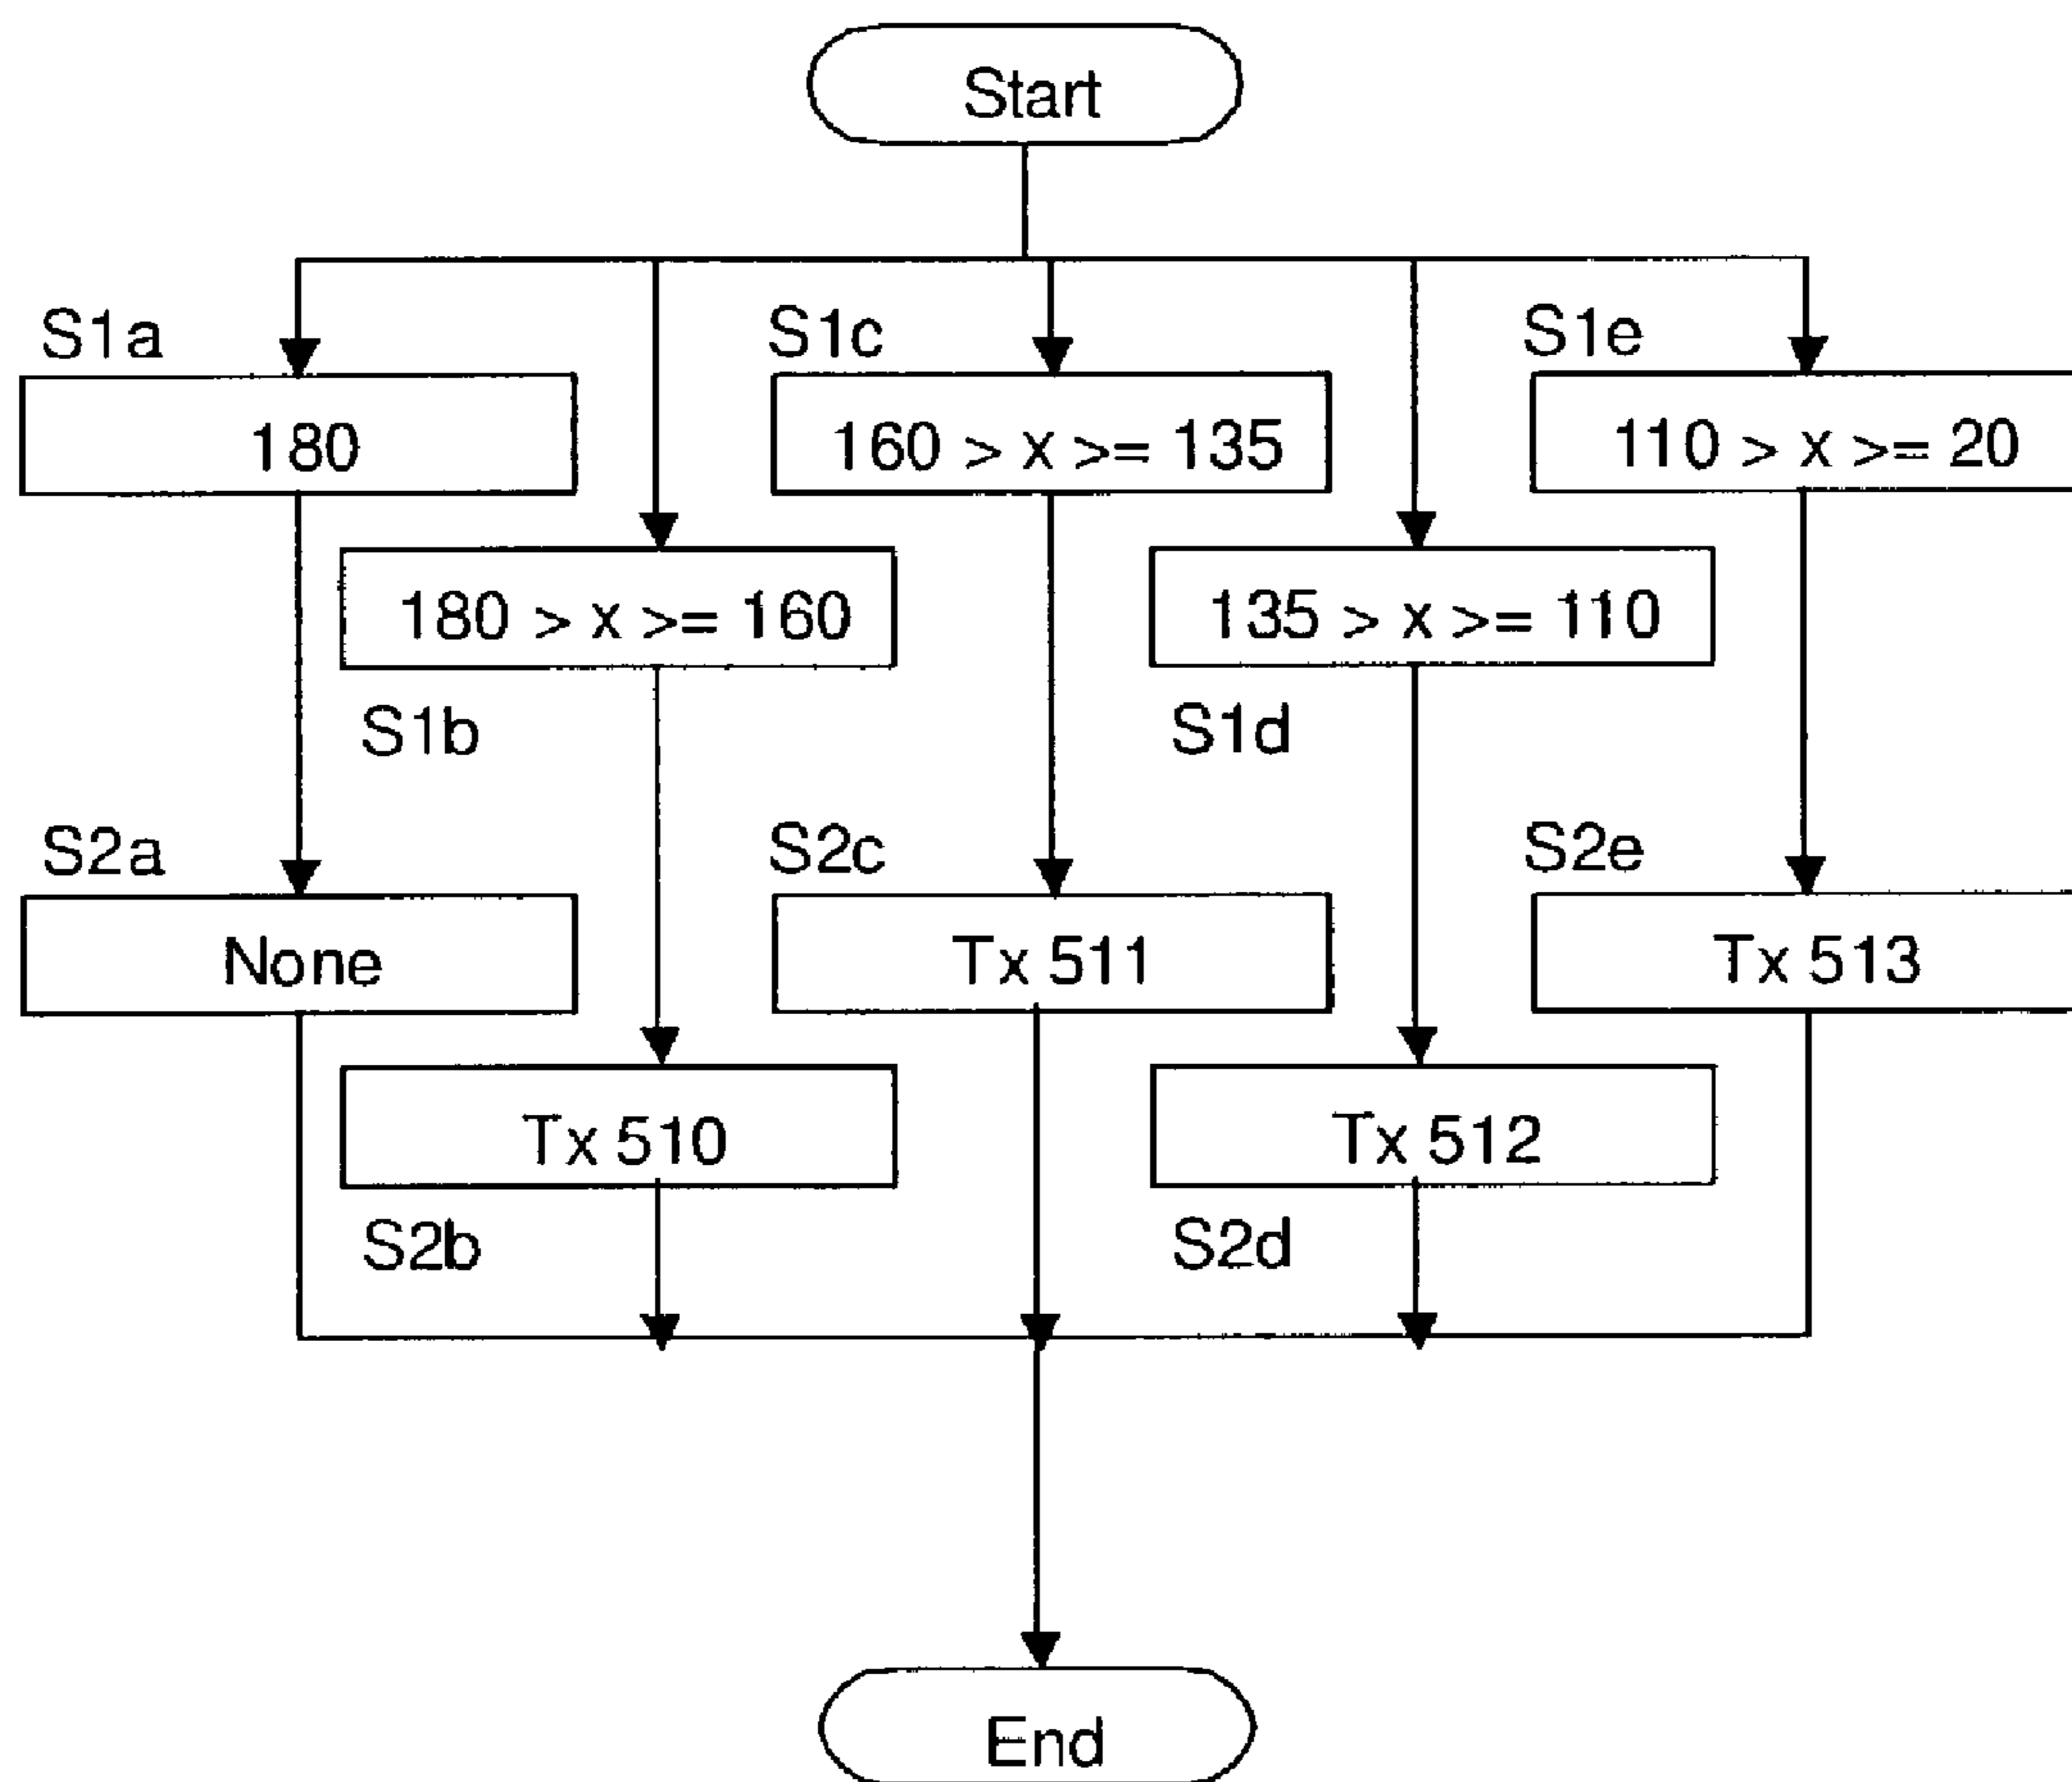 Start
S1a
S1c
S1e
180
160 > x >= 135
110 > x >= 20
180 > x >= 160
135 > x >= 110
S1b
S1d
S2a
S2c
S2e
None
Tx 511
Tx 513
Tx 510
Tx 512
S2b
S2d
End